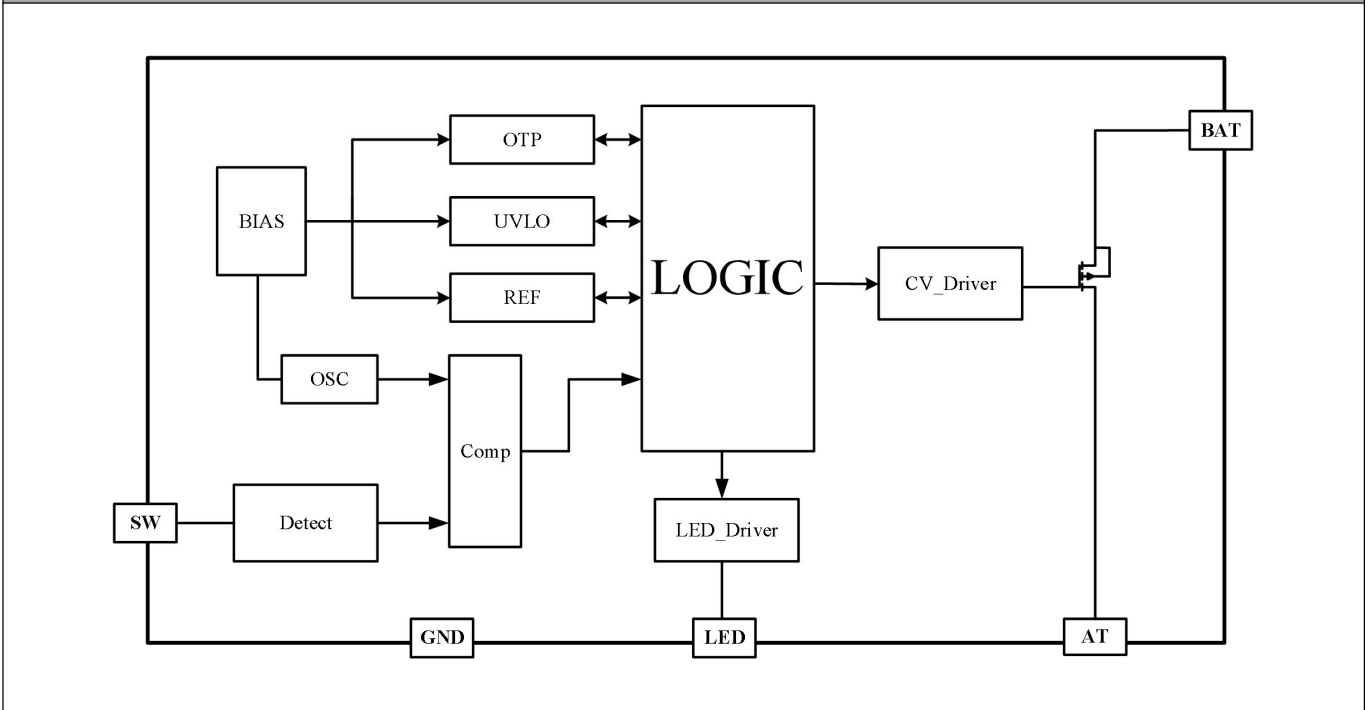 OTP
BAT
BIAS
UVLO
LOGIC
REF
CV_Driver
OSC
Comp
SW
Detect
LED_Driver
GND
LED
AT